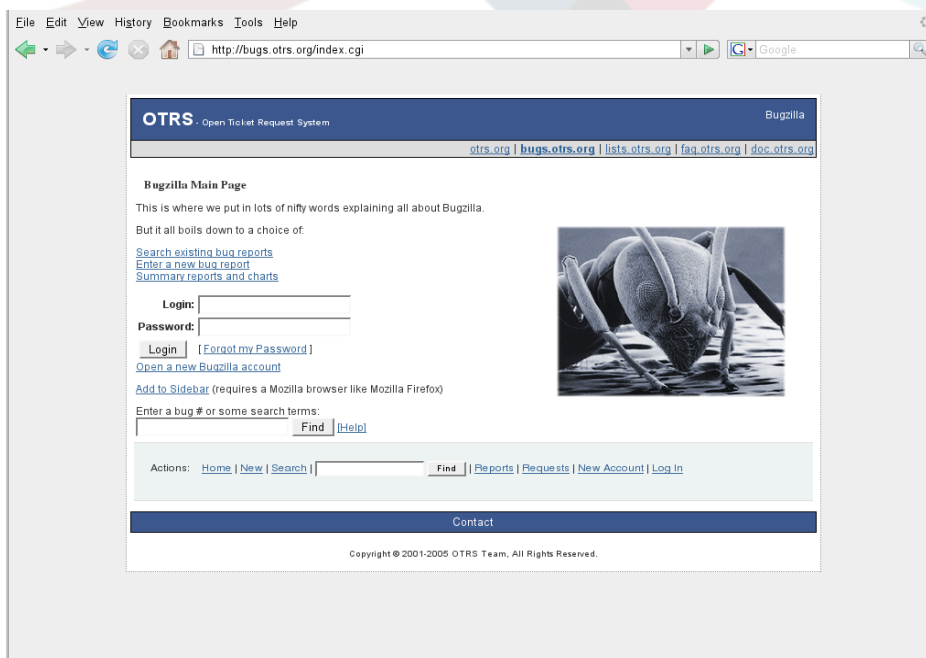 File Edit View History Bookmarks Tools Help
http://bugs.otrs.org/index.cgi G Google
OTRS - Open Ticket Request System Bugzilla
otrs.org | bugs.otrs.org | lists.otrs.org | faq.otrs.org | doc.otrs.org
Bugzilla Main Page
This is where we put in lots of nifty words explaining all about Bugzilla.
But it all boils down to a choice of:
Search existing bug reports
Enter a new bug report
Summary reports and charts
Login:
Password:
Login [ Forgot my Password ]
Open a new Bugzilla account
Add to Sidebar (requires a Mozilla browser like Mozilla Firefox)
Enter a bug # or some search terms:
Find [Help]
Actions: Home | New | Search | Find | Reports | Requests | New Account | Log In
Contact
Copyright © 2001-2005 OTRS Team, All Rights Reserved.